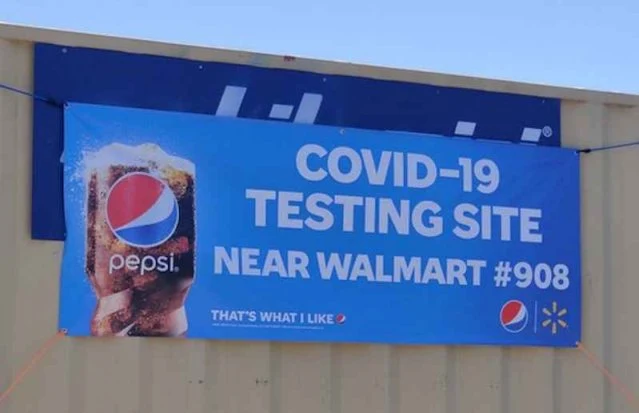 ®
COVID-19
TESTING SITE
NEAR WALMART #908
pepsi®
THAT'S WHAT I LIKE